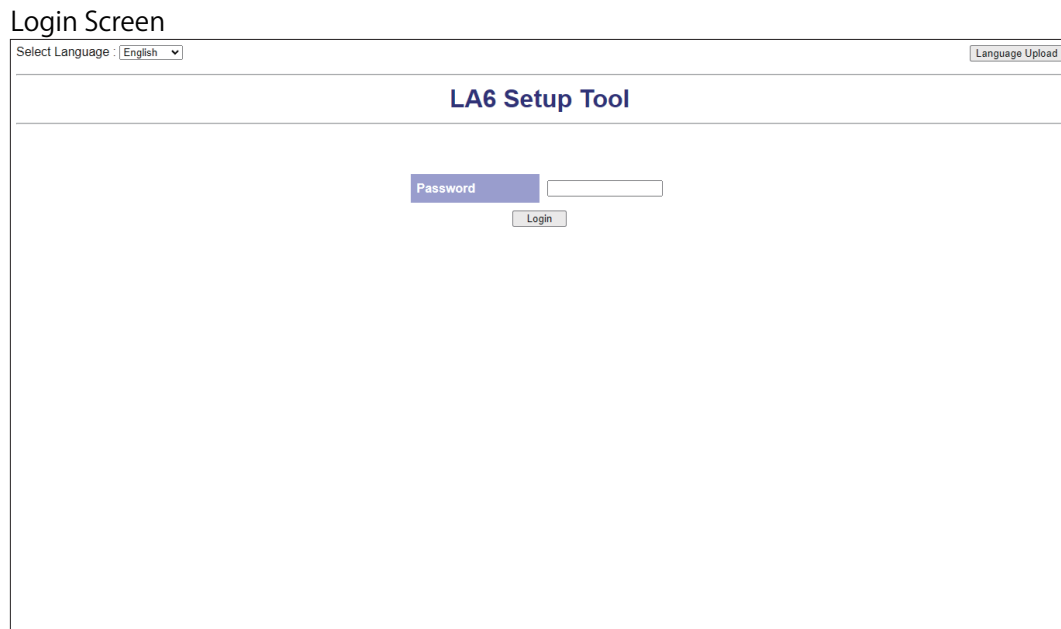 Login Screen
Select Language : English Language Upload
LA6 Setup Tool
Password
Login